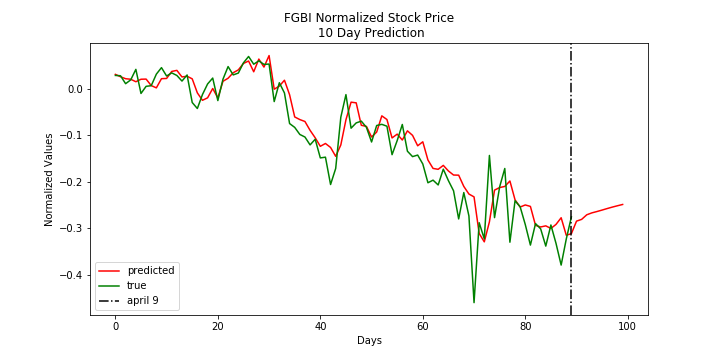 FGBI Normalized Stock Price
10 Day Prediction
Normalized Values
0.0
−0.1
−0.2
−0.3
−0.4
predicted
true
april 9
0
20
40
60
80
100
Days